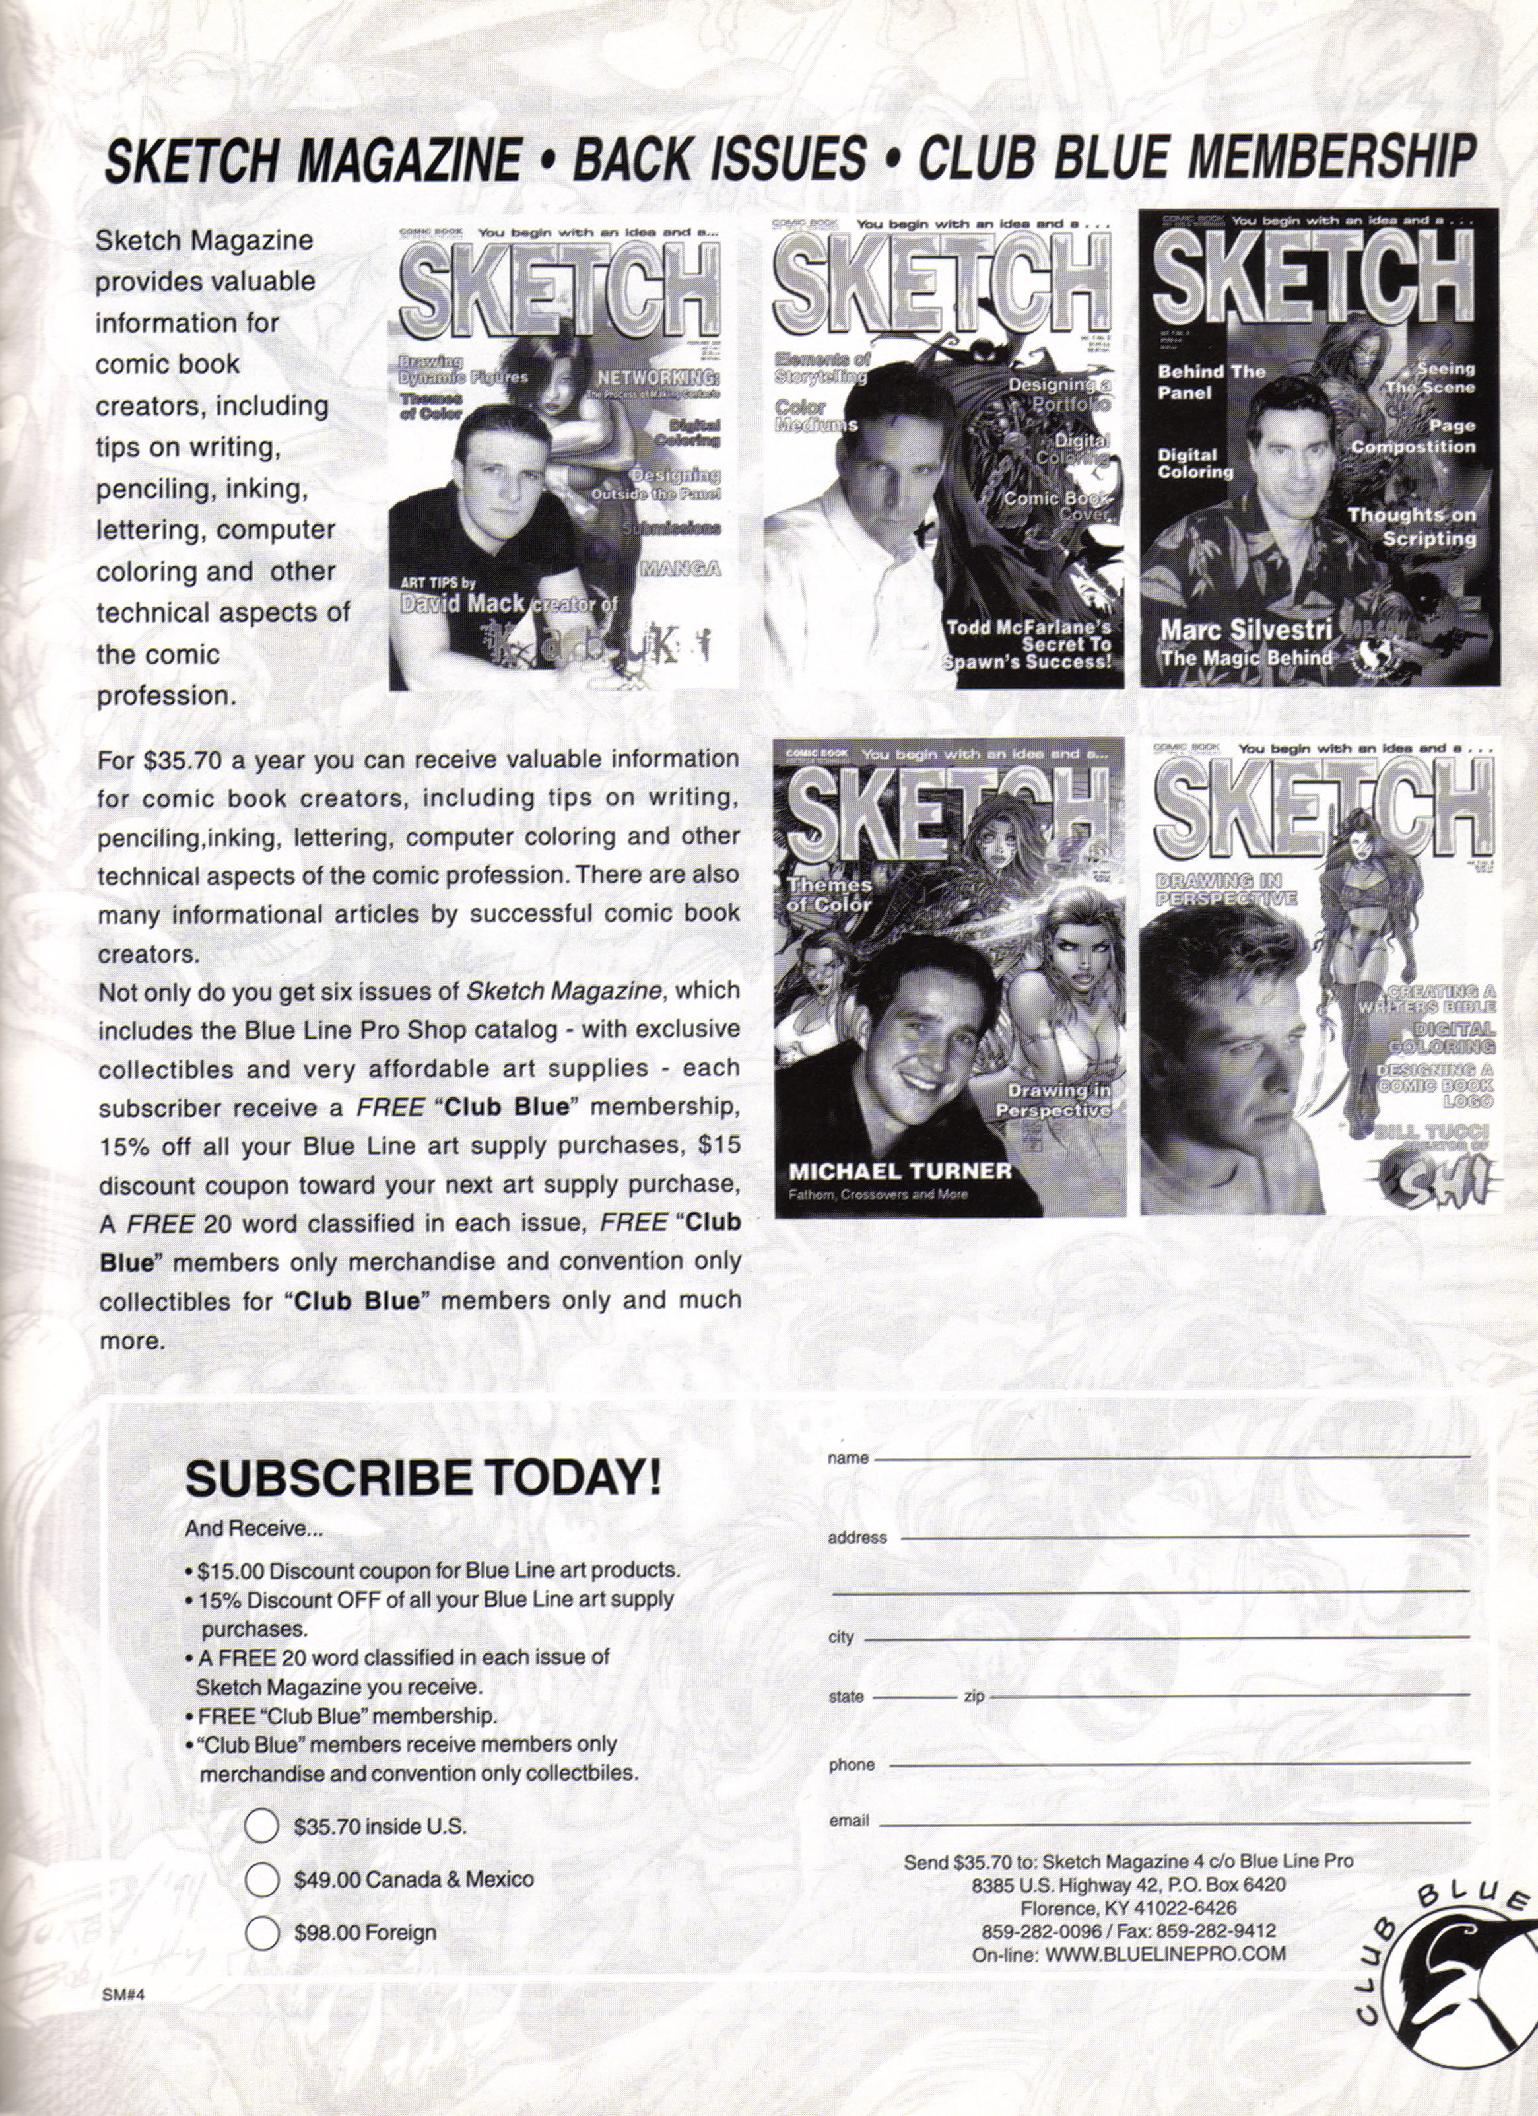 SKETCH MAGAZINE • BACK ISSUES • CLUB BLUE MEMBERSHIP
Sketch Magazine
provides valuable
information for
comic book
creators, including
tips on writing,
penciling, inking,
lettering, computer
coloring and other
technical aspects of
the comic
profession.
COMIC BOOK You begin with an idea and a...
SKETCH
Drawing
Dynamic Figures
Themes
of Color
NETWORKING:
The Process of Making Contacts
Digital
Coloring
Designing
Outside the Panel
Submissions
MANGA
ART TIPS by
David Mack creator of
kabuki
COMIC BOOK You begin with an idea and a . . .
SKETCH
Elements of
Storytelling
Color
Mediums
Designing a
Portfolio
Digital
Coloring
Comic Book
Cover
Todd McFarlane's
Secret To
Spawn's Success!
COMIC BOOK You begin with an idea and a . . .
SKETCH
Behind The
Panel
Digital
Coloring
Seeing
The Scene
Page
Compostition
Thoughts on
Scripting
Marc Silvestri
The Magic Behind
For $35.70 a year you can receive valuable information
for comic book creators, including tips on writing,
penciling,inking, lettering, computer coloring and other
technical aspects of the comic profession. There are also
many informational articles by successful comic book
creators.
Not only do you get six issues of Sketch Magazine, which
includes the Blue Line Pro Shop catalog - with exclusive
collectibles and very affordable art supplies - each
subscriber receive a FREE “Club Blue” membership,
15% off all your Blue Line art supply purchases, $15
discount coupon toward your next art supply purchase,
A FREE 20 word classified in each issue, FREE “Club
Blue” members only merchandise and convention only
collectibles for “Club Blue” members only and much
more.
COMIC BOOK You begin with an idea and a...
SKETCH
Themes
of Color
Drawing in
Perspective
MICHAEL TURNER
Fathom, Crossovers and More
COMIC BOOK You begin with an idea and a . . .
SKETCH
DRAWING IN
PERSPECTIVE
CREATING A
WRITERS BIBLE
DIGITAL
COLORING
DESIGNING A
COMIC BOOK
LOGO
BILL TUCCI
CREATOR OF
SHI
SUBSCRIBE TODAY!
And Receive...
• $15.00 Discount coupon for Blue Line art products.
• 15% Discount OFF of all your Blue Line art supply
purchases.
• A FREE 20 word classified in each issue of
Sketch Magazine you receive.
• FREE “Club Blue” membership.
• “Club Blue” members receive members only
merchandise and convention only collectbiles.
$35.70 inside U.S.
$49.00 Canada & Mexico
$98.00 Foreign
name
address
city
state zip
phone
email
Send $35.70 to: Sketch Magazine 4 c/o Blue Line Pro
8385 U.S. Highway 42, P.O. Box 6420
Florence, KY 41022-6426
859-282-0096 / Fax: 859-282-9412
On-line: WWW.BLUELINEPRO.COM
CLUB BLUE
SM#4